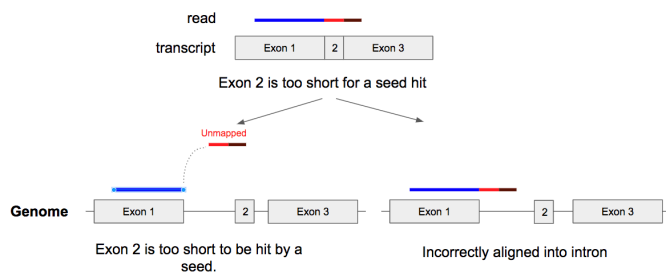 read
transcript
Exon 1
2
Exon 3
Exon 2 is too short for a seed hit
Unmapped
Genome
Exon 1
2
Exon 3
Exon 1
2
Exon 3
Exon 2 is too short to be hit by a
seed.
Incorrectly aligned into intron